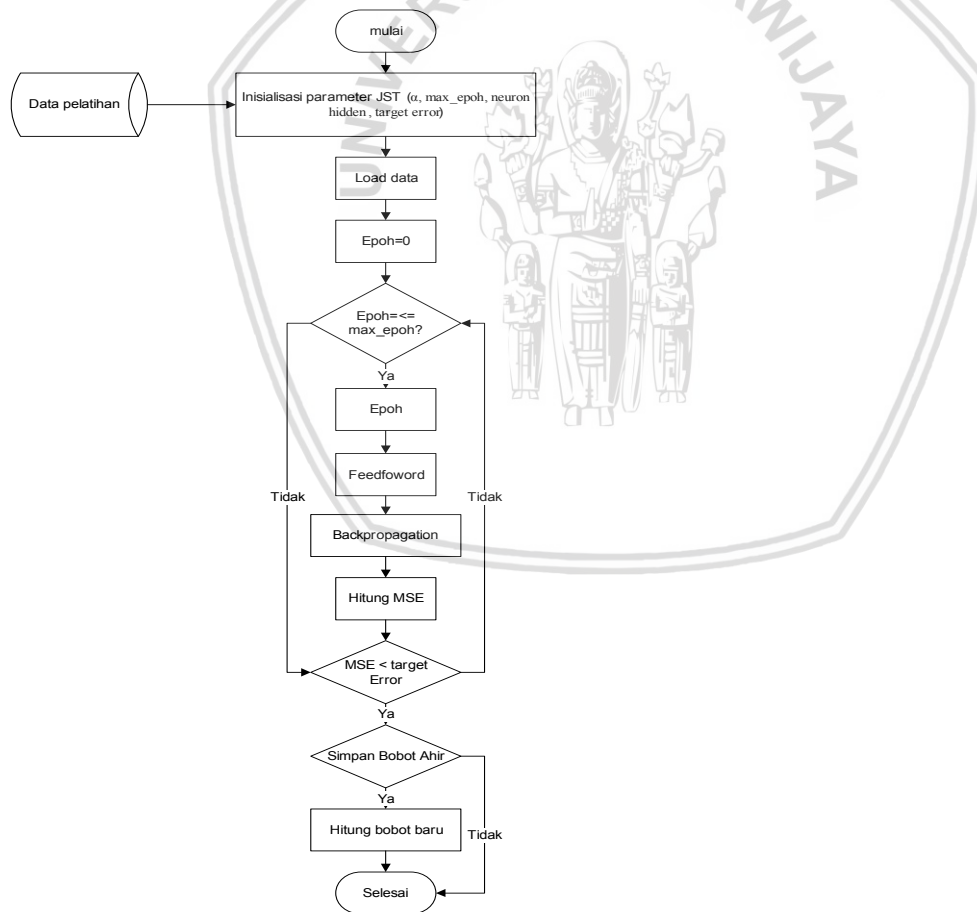 UNIVER
WIJAYA
mulai
Data pelatihan
Inisialisasi parameter JST (α, max_epoh, neuron
hidden , target error)
Load data
Epoh=0
Epoh=<=
max_epoh?
Ya
Epoh
Feedfoword
Tidak
Tidak
Backpropagation
Hitung MSE
MSE < target
Error
Ya
Simpan Bobot Ahir
Ya
Hitung bobot baru
Tidak
Selesai